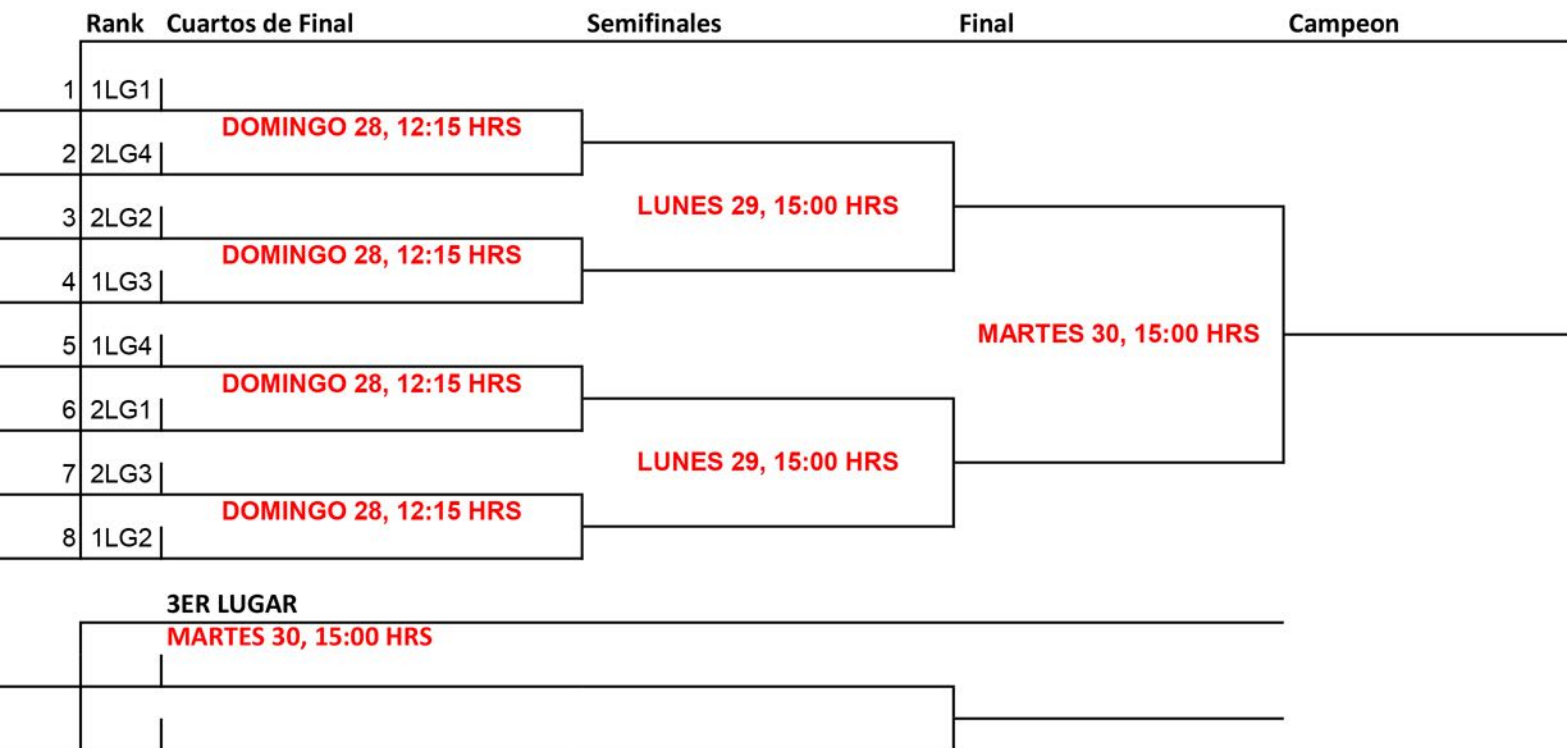 Rank Cuartos de Final Semifinales Final Campeon
1 1LG1
DOMINGO 28, 12:15 HRS
2 2LG4
LUNES 29, 15:00 HRS
3 2LG2
DOMINGO 28, 12:15 HRS
4 1LG3
MARTES 30, 15:00 HRS
5 1LG4
DOMINGO 28, 12:15 HRS
6 2LG1
LUNES 29, 15:00 HRS
7 2LG3
DOMINGO 28, 12:15 HRS
8 1LG2
3ER LUGAR
MARTES 30, 15:00 HRS